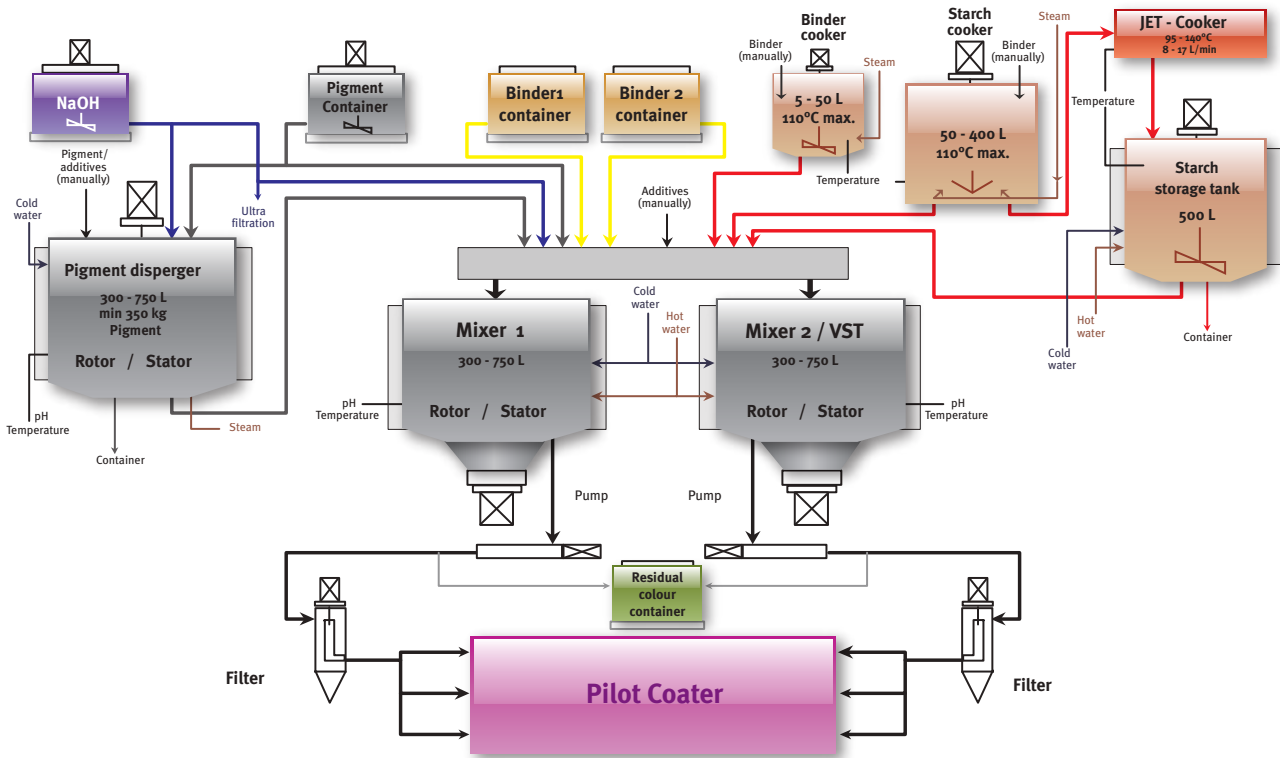 Binder
cooker
Starch
cooker
Steam
JET - Cooker
95 - 140°C
8 - 17 L/min
Binder
(manually)
Steam
Binder
(manually)
NaOH
Pigment
Container
Binder1
container
Binder 2
container
5 - 50 L
110°C max.
50 - 400 L
110°C max.
Temperature
Temperature
Starch
storage tank
500 L
Pigment/
additives
(manually)
Cold
water
Ultra
filtration
Additives
(manually)
Pigment disperger
300 - 750 L
min 350 kg
Pigment
Rotor / Stator
pH
Temperature
Steam
Container
Cold
water
Hot
water
Mixer 1
300 - 750 L
Rotor / Stator
pH
Temperature
Mixer 2 / VST
300 - 750 L
Rotor / Stator
pH
Temperature
Hot
water
Cold
water
Container
Pump
Pump
Residual
colour
container
Filter
Filter
Pilot Coater